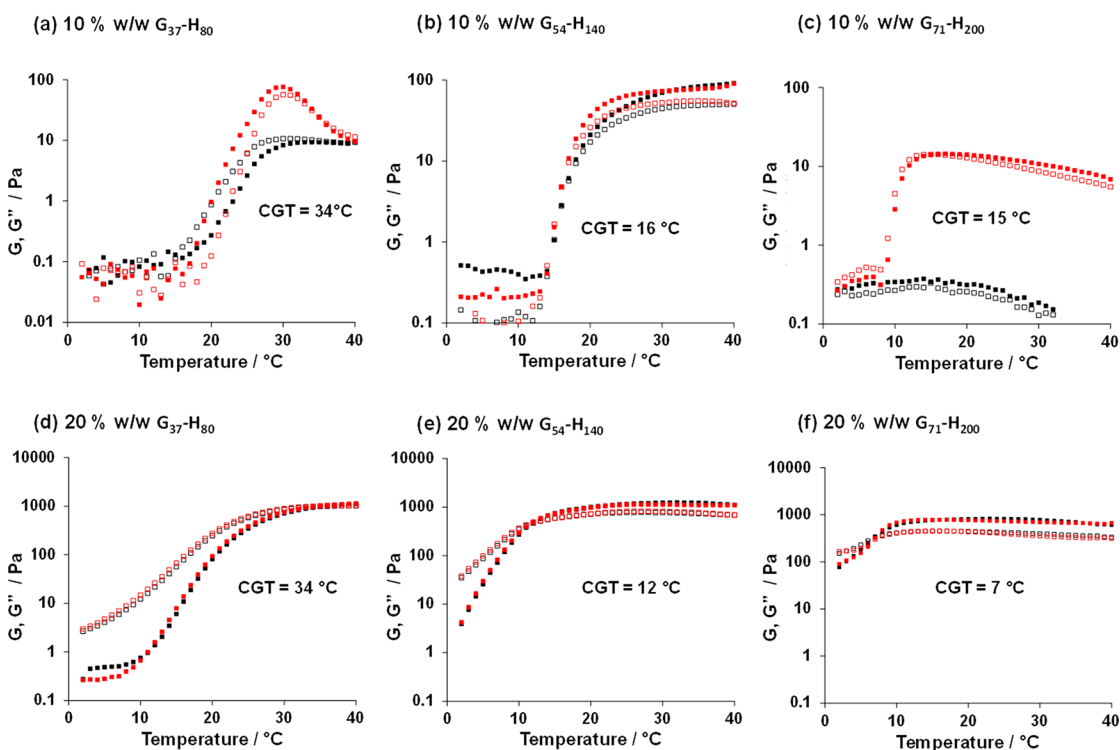 (a) 10 % w/w G₃₇-H₈₀
(b) 10 % w/w G₅₄-H₁₄₀
(c) 10 % w/w G₇₁-H₂₀₀
G, G” / Pa
100
10
1
0.1
0.01
CGT = 34°C
0 10 20 30 40
Temperature / °C
G, G” / Pa
100
10
1
0.1
CGT = 16 °C
0 10 20 30 40
Temperature / °C
G, G” / Pa
100
10
1
0.1
CGT = 15 °C
0 10 20 30 40
Temperature / °C
(d) 20 % w/w G₃₇-H₈₀
(e) 20 % w/w G₅₄-H₁₄₀
(f) 20 % w/w G₇₁-H₂₀₀
G, G” / Pa
10000
1000
100
10
1
0.1
CGT = 34 °C
0 10 20 30 40
Temperature / °C
G, G” / Pa
10000
1000
100
10
1
0.1
CGT = 12 °C
0 10 20 30 40
Temperature / °C
G, G” / Pa
10000
1000
100
10
1
0.1
CGT = 7 °C
0 10 20 30 40
Temperature / °C